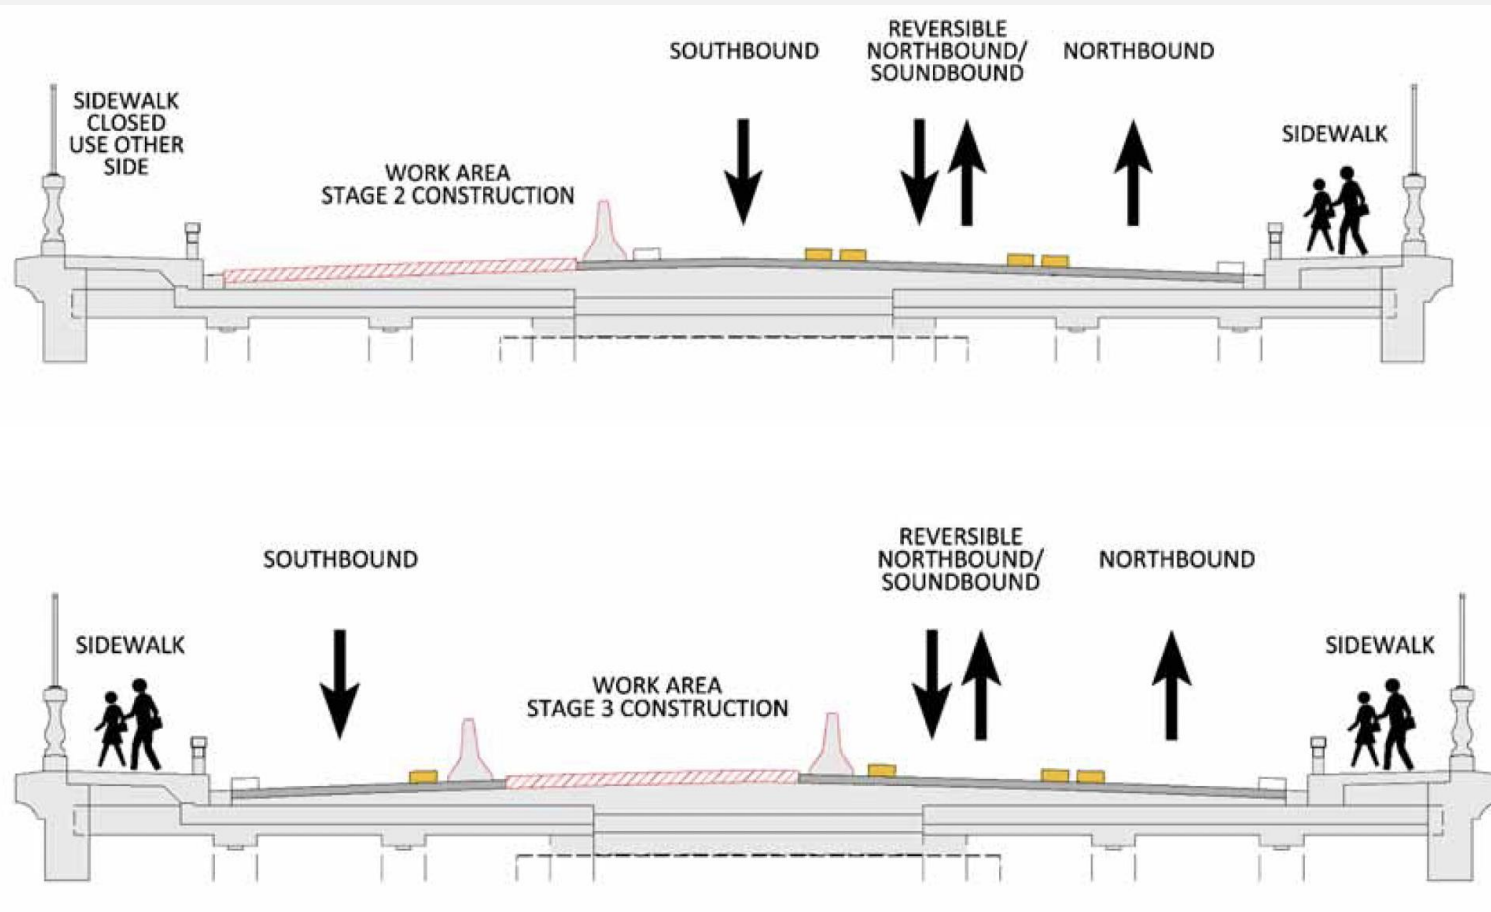 SOUTHBOUND
REVERSIBLE
NORTHBOUND/
SOUNDBOUND
NORTHBOUND
SIDEWALK
CLOSED
USE OTHER
SIDE
WORK AREA
STAGE 2 CONSTRUCTION
SIDEWALK
SOUTHBOUND
REVERSIBLE
NORTHBOUND/
SOUNDBOUND
NORTHBOUND
SIDEWALK
WORK AREA
STAGE 3 CONSTRUCTION
SIDEWALK